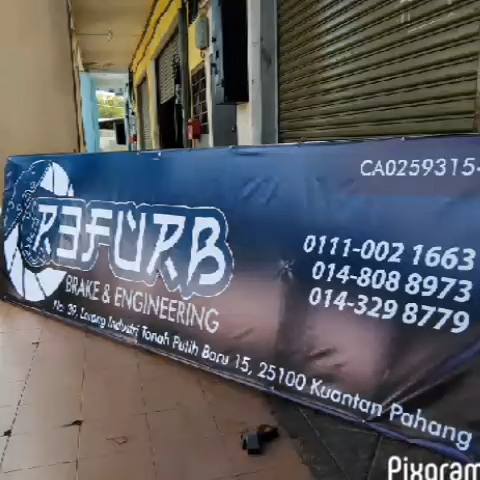 CA0259315-
R3FURB
BRAKE & ENGINEERING
0111-002 1663
014-808 8973
014-329 8779
No. 39, Lorong Industri Tanah Putih Baru 15, 25100 Kuantan Pahang
Pixgram